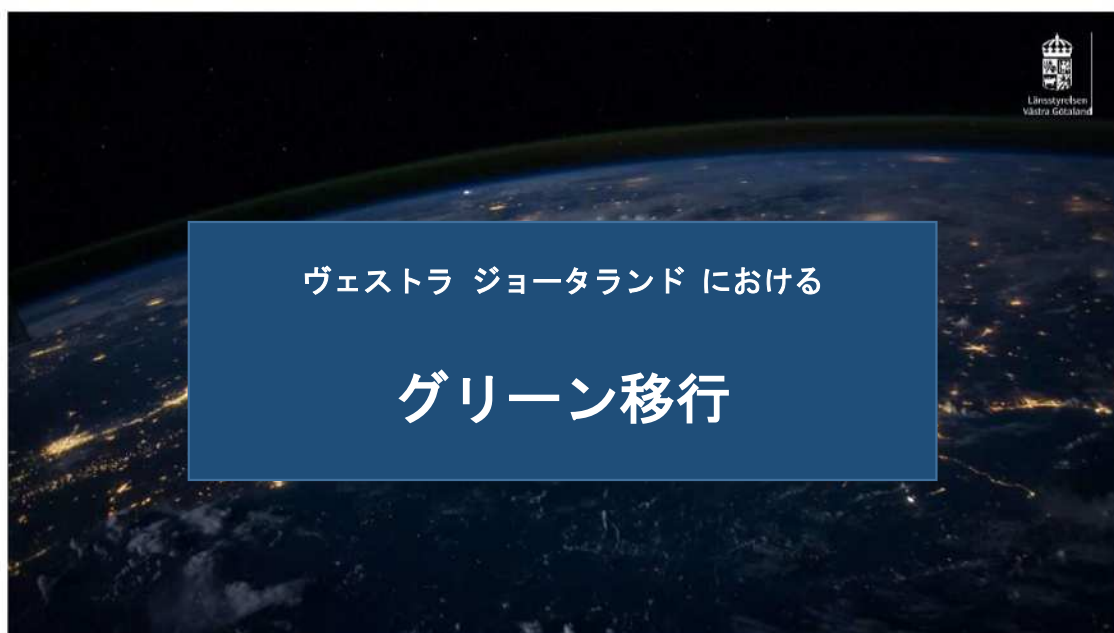 Länsstyrelsen
Västra Götaland
ヴェストラ ジョータランド における
グリーン移行